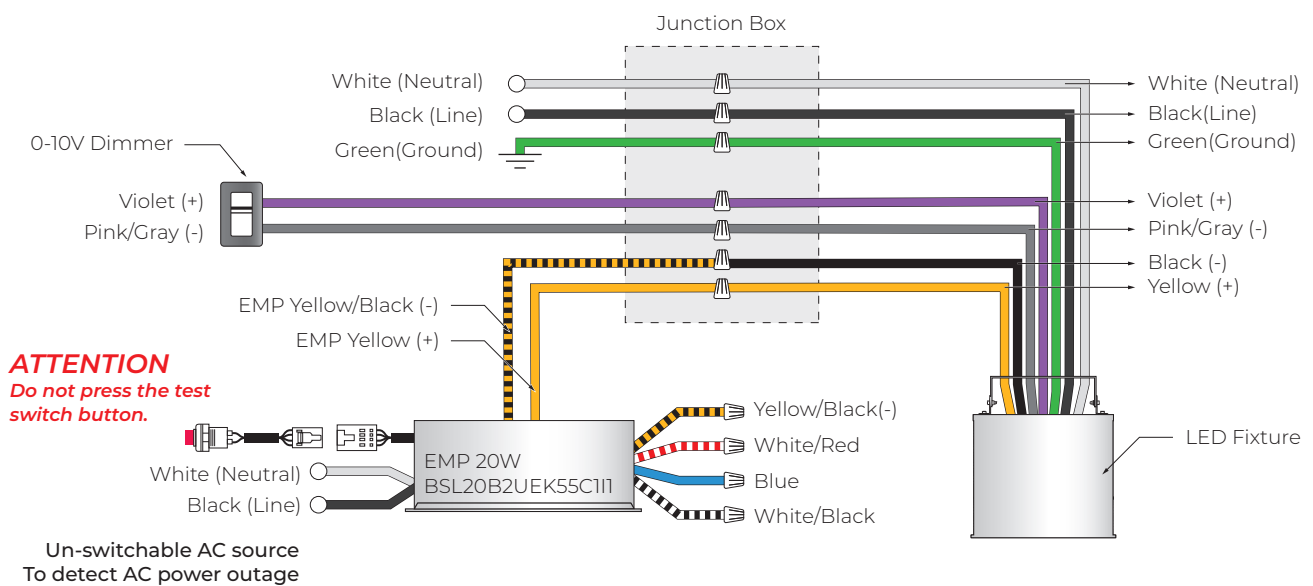 Junction Box
White (Neutral)
White (Neutral)
Black (Line)
Black(Line)
Green(Ground)
Green(Ground)
0-10V Dimmer
Violet (+)
Violet (+)
Pink/Gray (-)
Pink/Gray (-)
Black (-)
Yellow (+)
EMP Yellow/Black (-)
EMP Yellow (+)
ATTENTION
Do not press the test
switch button.
Yellow/Black(-)
White/Red
Blue
White/Black
LED Fixture
EMP 20W
BSL20B2UEK55C1I1
White (Neutral)
Black (Line)
Un-switchable AC source
To detect AC power outage